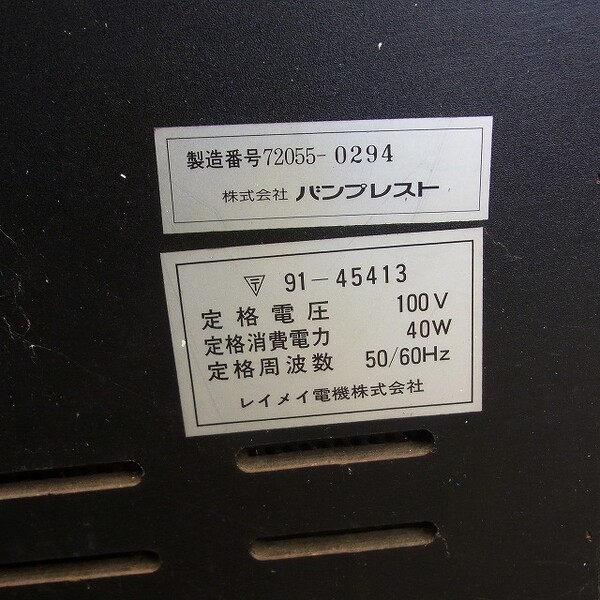 製造番号72055-0294
株式会社 バンプレスト
〒 91-45413
定格電圧 100V
定格消費電力 40W
定格周波数 50/60Hz
レイメイ電機株式会社